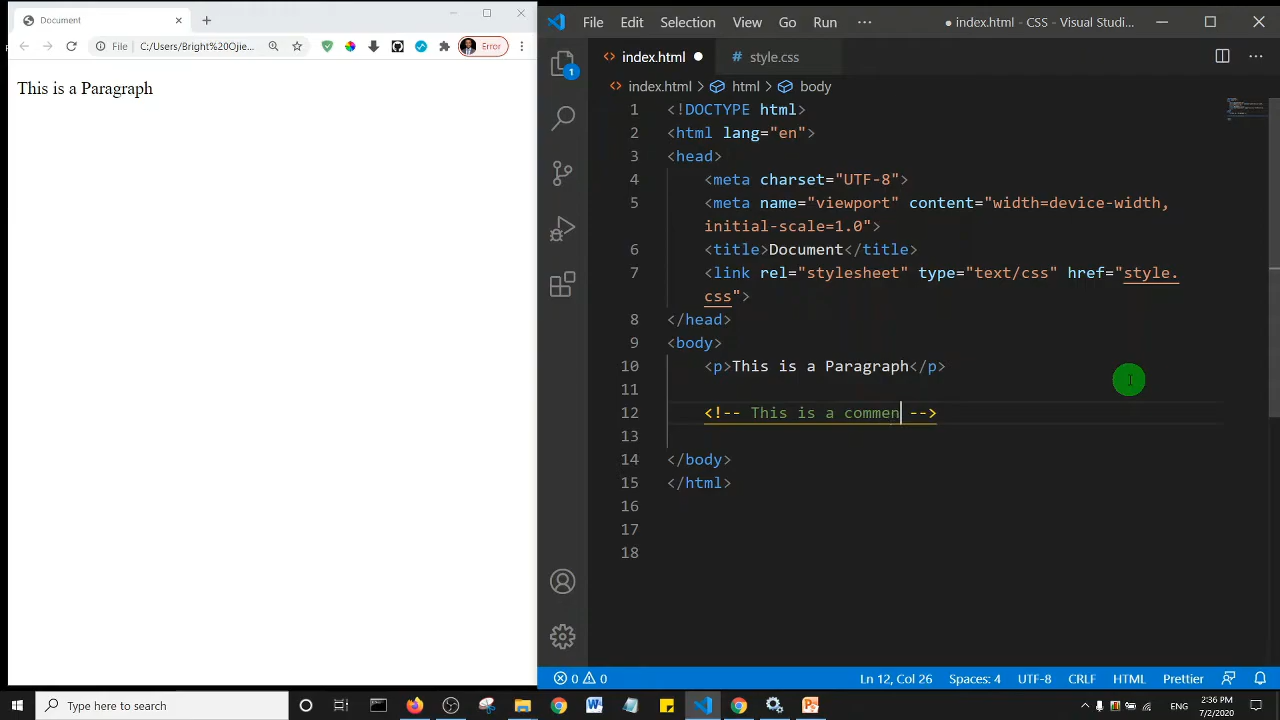 Document
File
C:/Users/Bright%20Ojie...
Error
This is a Paragraph
File Edit Selection View Go Run ···
● index.html - CSS - Visual Studi...
index.html
# style.css
index.html
html
body
1
1 <!DOCTYPE html>
2 <html lang="en">
3 <head>
4 <meta charset="UTF-8">
5 <meta name="viewport" content="width=device-width,
initial-scale=1.0">
6 <title>Document</title>
7 <link rel="stylesheet" type="text/css" href="style.
css">
8 </head>
9 <body>
10 <p>This is a Paragraph</p>
11
12 <!-- This is a commen -->
13
14 </body>
15 </html>
16
17
18
0 0
Ln 12, Col 26
Spaces: 4
UTF-8
CRLF
HTML
Prettier
Type here to search
ENG
2:36 PM
7/2/2020